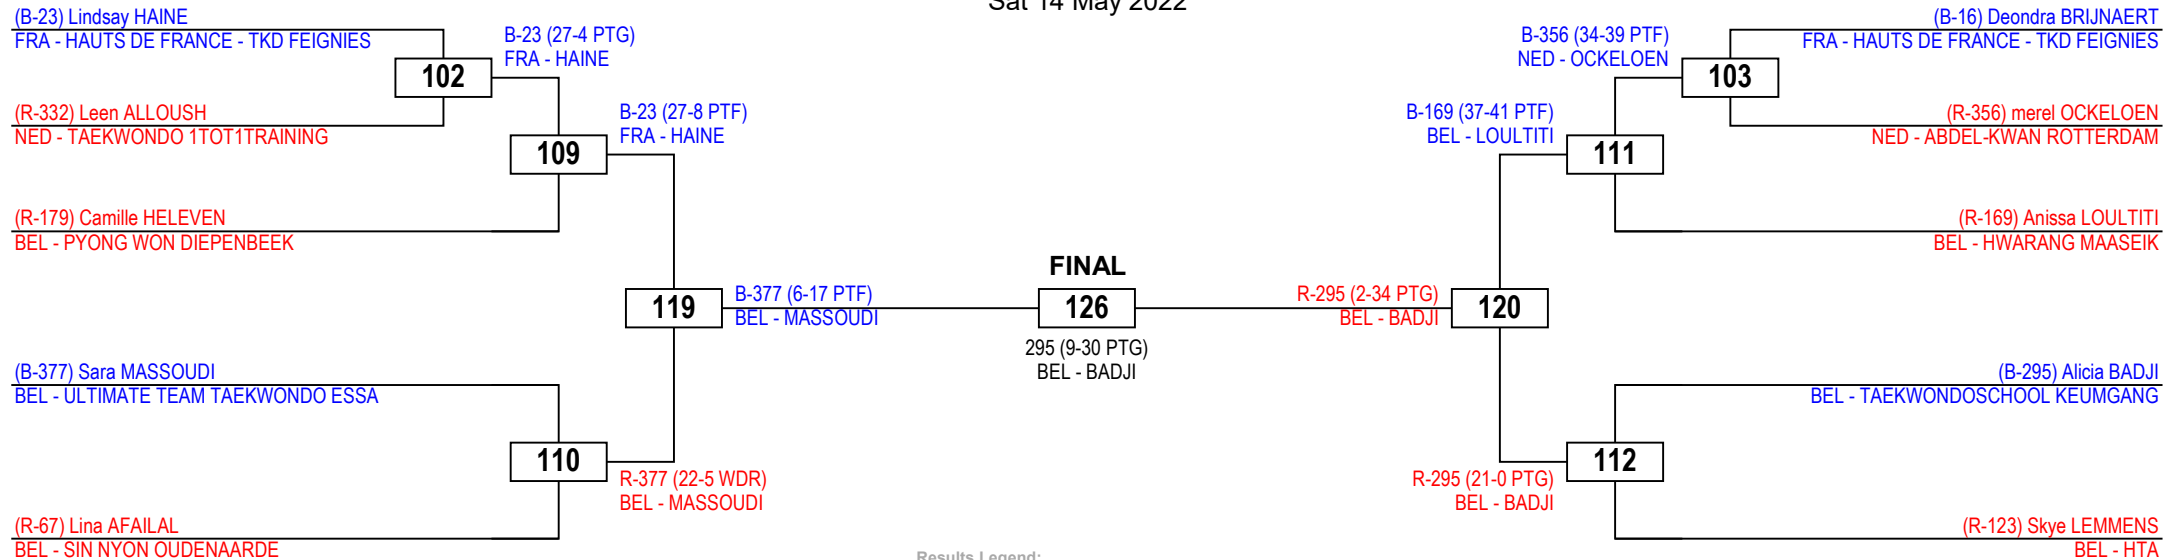 Sat 14 May 2022
(B-23) Lindsay HAINE
FRA - HAUTS DE FRANCE - TKD FEIGNIES
102
B-23 (27-4 PTG)
FRA - HAINE
(R-332) Leen ALLOUSH
NED - TAEKWONDO 1TOT1TRAINING
109
B-23 (27-8 PTF)
FRA - HAINE
(R-179) Camille HELEVEN
BEL - PYONG WON DIEPENBEEK
119
B-377 (6-17 PTF)
BEL - MASSOUDI
(B-377) Sara MASSOUDI
BEL - ULTIMATE TEAM TAEKWONDO ESSA
110
R-377 (22-5 WDR)
BEL - MASSOUDI
(R-67) Lina AFAILAL
BEL - SIN NYON OUDENAARDE
FINAL
126
295 (9-30 PTG)
BEL - BADJI
(B-16) Deondra BRIJNAERT
FRA - HAUTS DE FRANCE - TKD FEIGNIES
B-356 (34-39 PTF)
NED - OCKELOEN
103
(R-356) merel OCKELOEN
NED - ABDEL-KWAN ROTTERDAM
B-169 (37-41 PTF)
BEL - LOULTITI
111
(R-169) Anissa LOULTITI
BEL - HWARANG MAASEIK
R-295 (2-34 PTG)
BEL - BADJI
120
(B-295) Alicia BADJI
BEL - TAEKWONDOSCHOOL KEUMGANG
R-295 (21-0 PTG)
BEL - BADJI
112
(R-123) Skye LEMMENS
BEL - HTA
Results Legend: